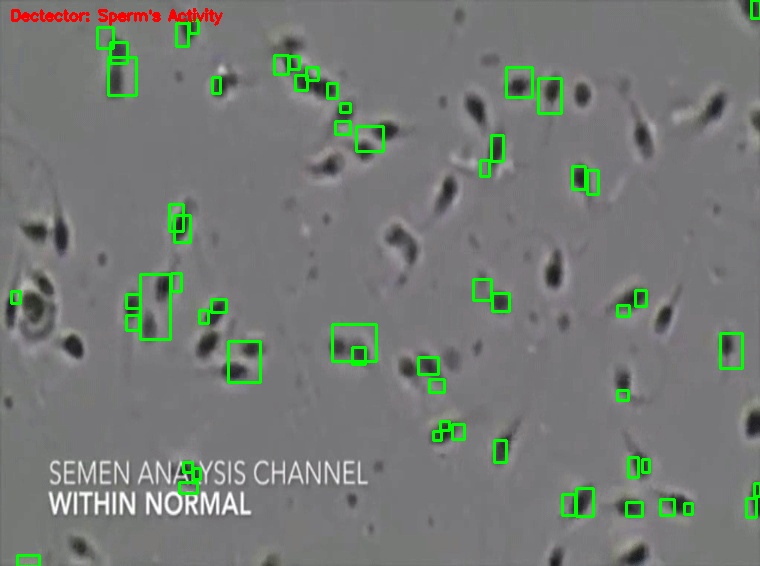 Dectector: Sperm's Activity
SEMEN ANALYSIS CHANNEL
WITHIN NORMAL